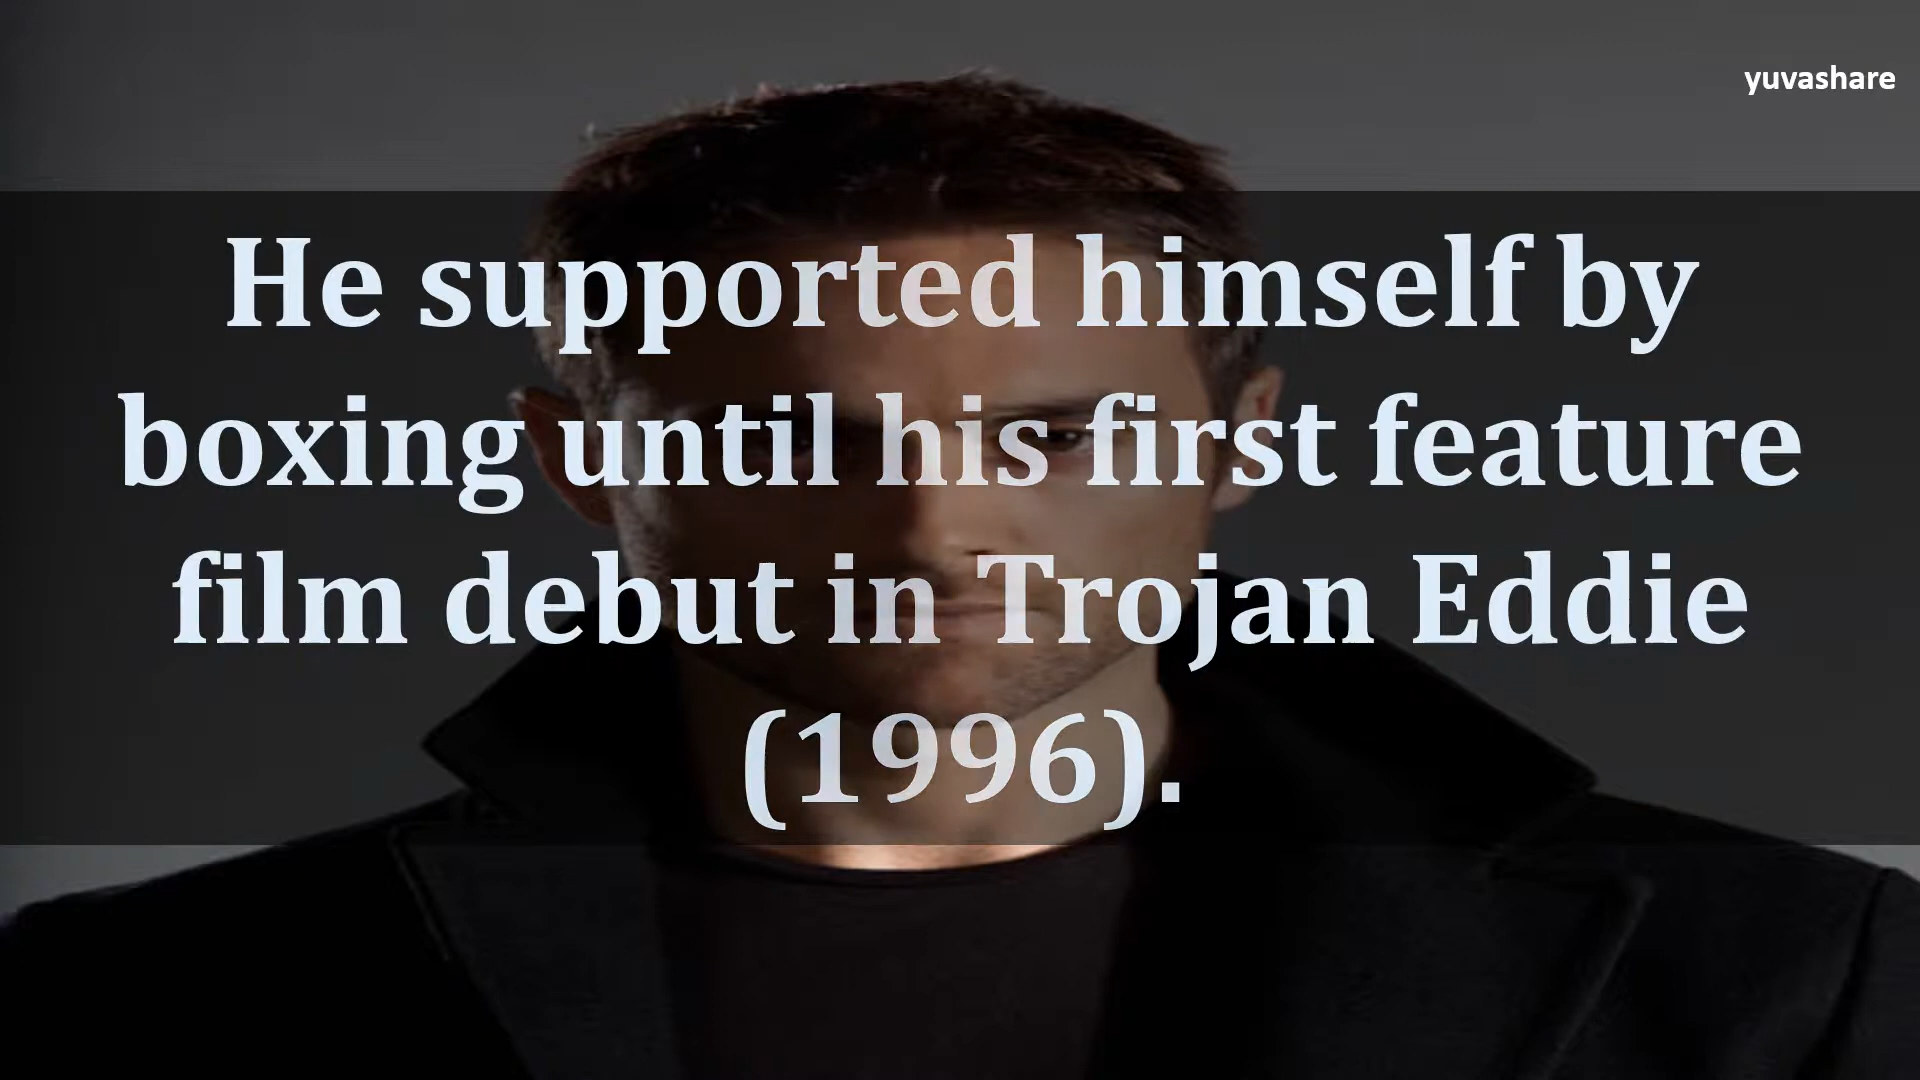 yuvashare
He supported himself by
boxing until his first feature
film debut in Trojan Eddie
(1996).